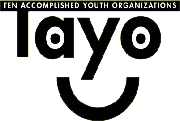 TEN ACCOMPLISHED YOUTH ORGANIZATIONS
Tayo